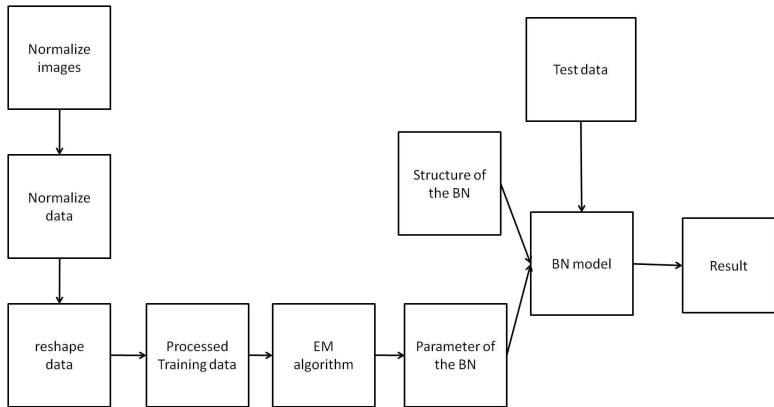 Normalize
images
Test data
Normalize
data
Structure of
the BN
BN model
Result
reshape
data
Processed
Training data
EM
algorithm
Parameter of
the BN